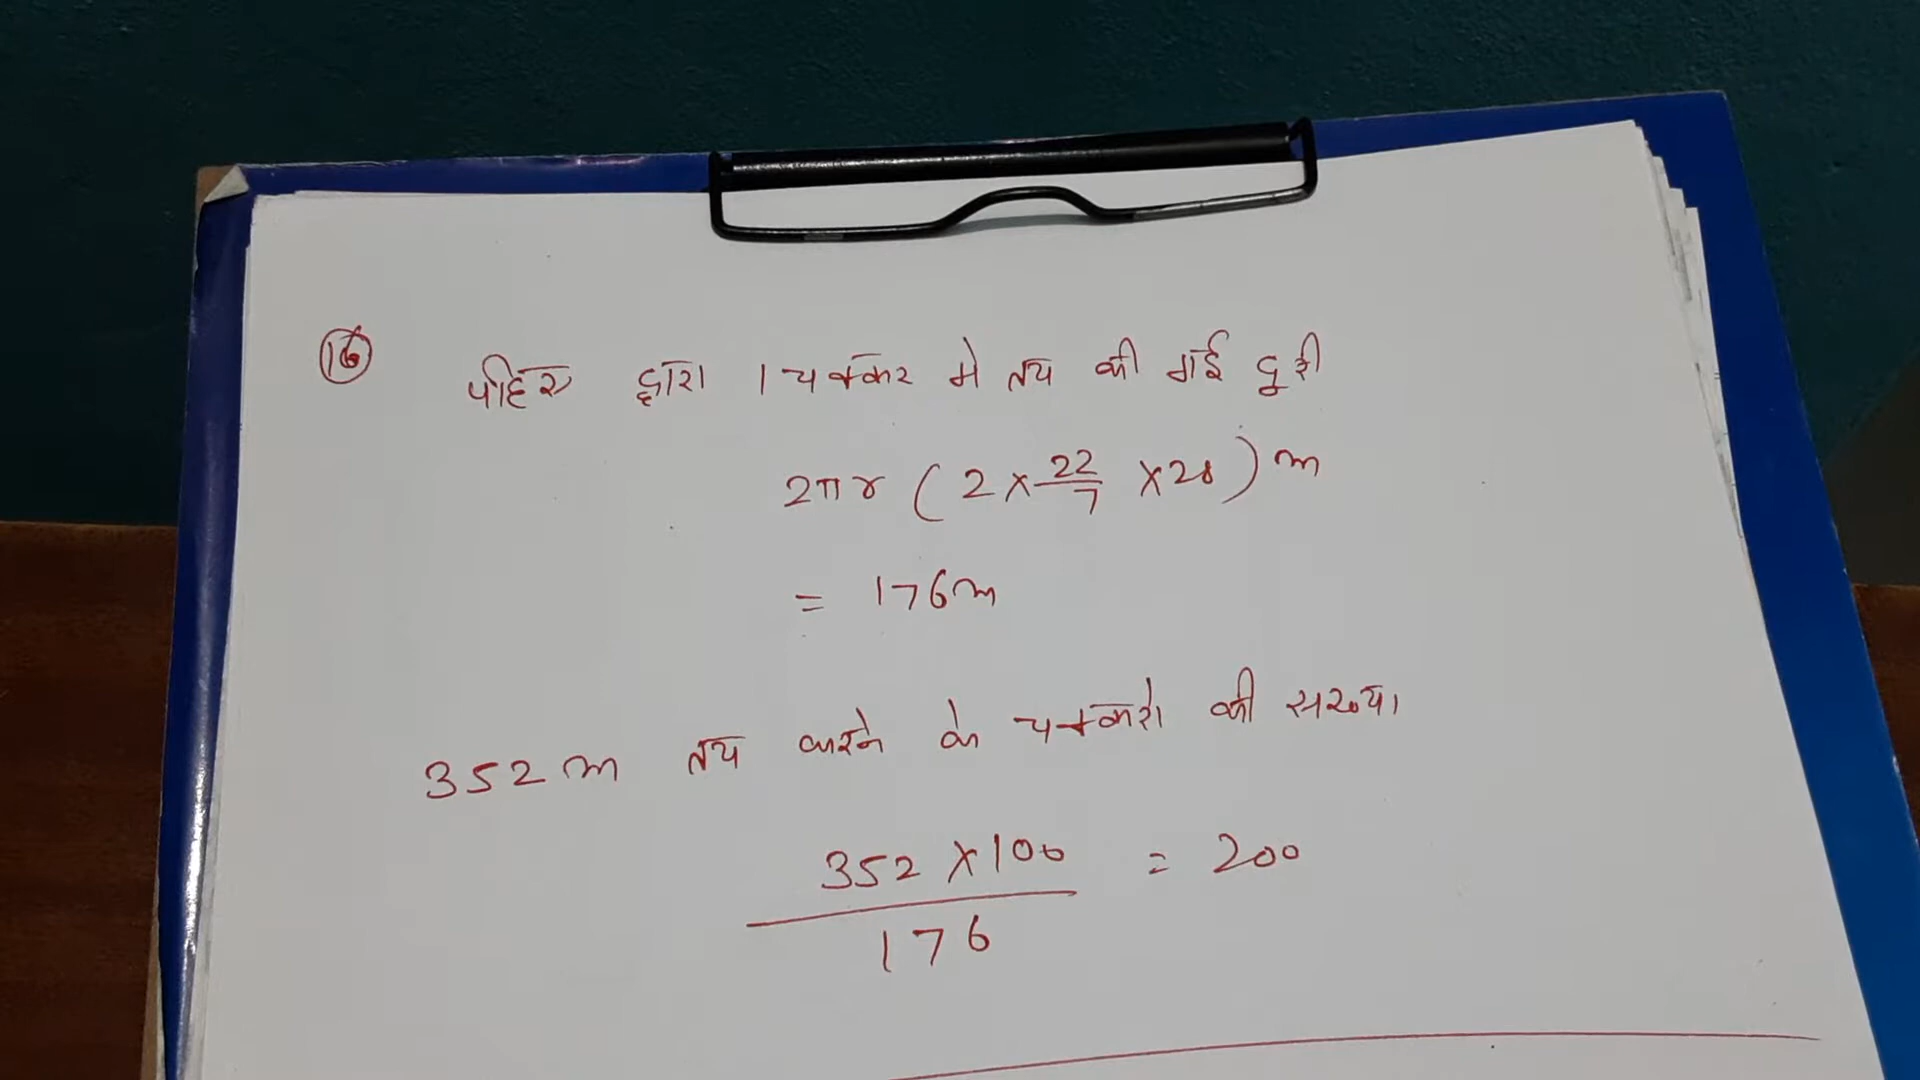 16
पहिए द्वारा 1 चक्कर मे तय की गई दुरी
2πr ( 2 × 22/7 × 28 ) m
= 176m
352 m तय करने के चक्करो की सख्या
352 × 100 / 176 = 200